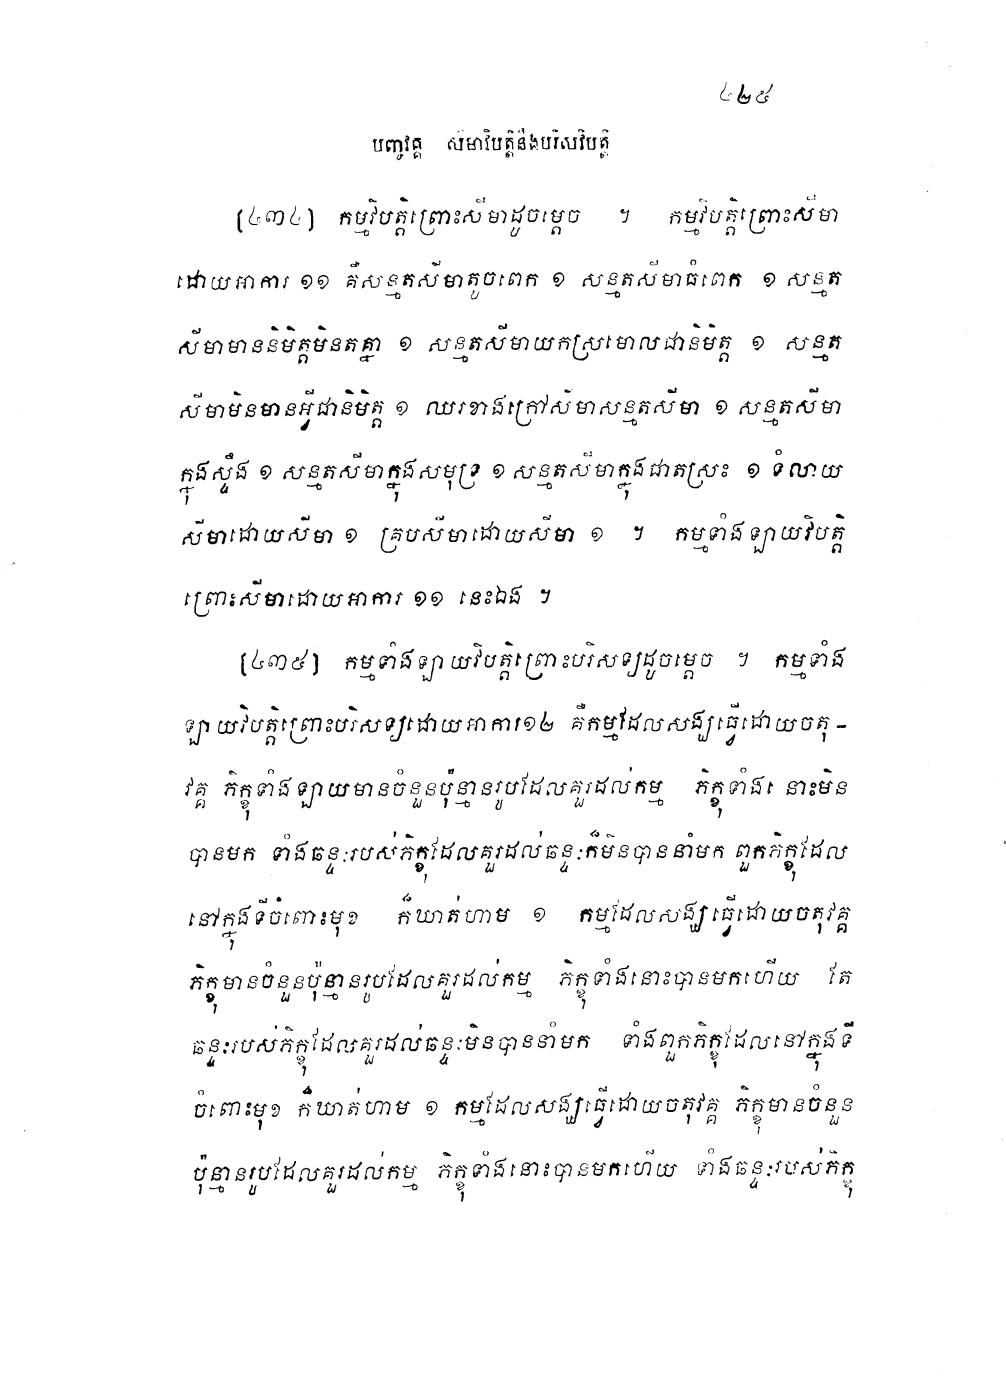 ៤២៥
បញ្ចវគ្គ សីមាវិបត្តិនឹងបរិសវិបត្តិ
(៤៣៤) កម្មវិបត្តិព្រោះសីមាដូចម្តេច ។ កម្មវិបត្តិព្រោះសីមា
ដោយអាការ ១១ គឺសន្មតសីមាតូចពេក ១ សន្មតសីមាធំពេក ១ សន្មត
សីមាមាននិមិត្តមិនតគ្នា ១ សន្មតសីមាយកស្រមោលជានិមិត្ត ១ សន្មត
សីមាមិនមានអ្វីជានិមិត្ត ១ ឈរខាងក្រៅសីមាសន្មតសីមា ១ សន្មតសីមា
ក្នុងស្ទឹង ១ សន្មតសីមាក្នុងសមុទ្រ ១ សន្មតសីមាក្នុងជាតស្រះ ១ ទំលាយ
សីមាដោយសីមា ១ គ្របសីមាដោយសីមា ១ ។ កម្មទាំងឡាយវិបត្តិ
ព្រោះសីមាដោយអាការ ១១ នេះឯង ។
(៤៣៥) កម្មទាំងឡាយវិបត្តិព្រោះបរិសទ្យដូចម្តេច ។ កម្មទាំង
ឡាយវិបត្តិព្រោះបរិសទ្យដោយអាការ១២ គឺកម្មដែលសង្ឃធ្វើដោយចតុ-
វគ្គ ភិក្ខុទាំងឡាយមានចំនួនប៉ុន្មានរូបដែលគួរដល់កម្ម ភិក្ខុទាំងនោះមិន
បានមក ទាំងឆន្ទៈរបស់ភិក្ខុដែលគួរដល់ឆន្ទៈក៏មិនបាននាំមក ពួកភិក្ខុដែល
នៅក្នុងទីចំពោះមុខ ក៏ឃាត់ហាម ១ កម្មដែលសង្ឃធ្វើដោយចតុវគ្គ
ភិក្ខុមានចំនួនប៉ុន្មានរូបដែលគួរដល់កម្ម ភិក្ខុទាំងនោះបានមកហើយ តែ
ឆន្ទៈរបស់ភិក្ខុដែលគួរដល់ឆន្ទៈមិនបាននាំមក ទាំងពួកភិក្ខុដែលនៅក្នុងទី
ចំពោះមុខ ក៏ឃាត់ហាម ១ កម្មដែលសង្ឃធ្វើដោយចតុវគ្គ ភិក្ខុមានចំនួន
ប៉ុន្មានរូបដែលគួរដល់កម្ម ភិក្ខុទាំងនោះបានមកហើយ ទាំងឆន្ទៈរបស់ភិក្ខុ